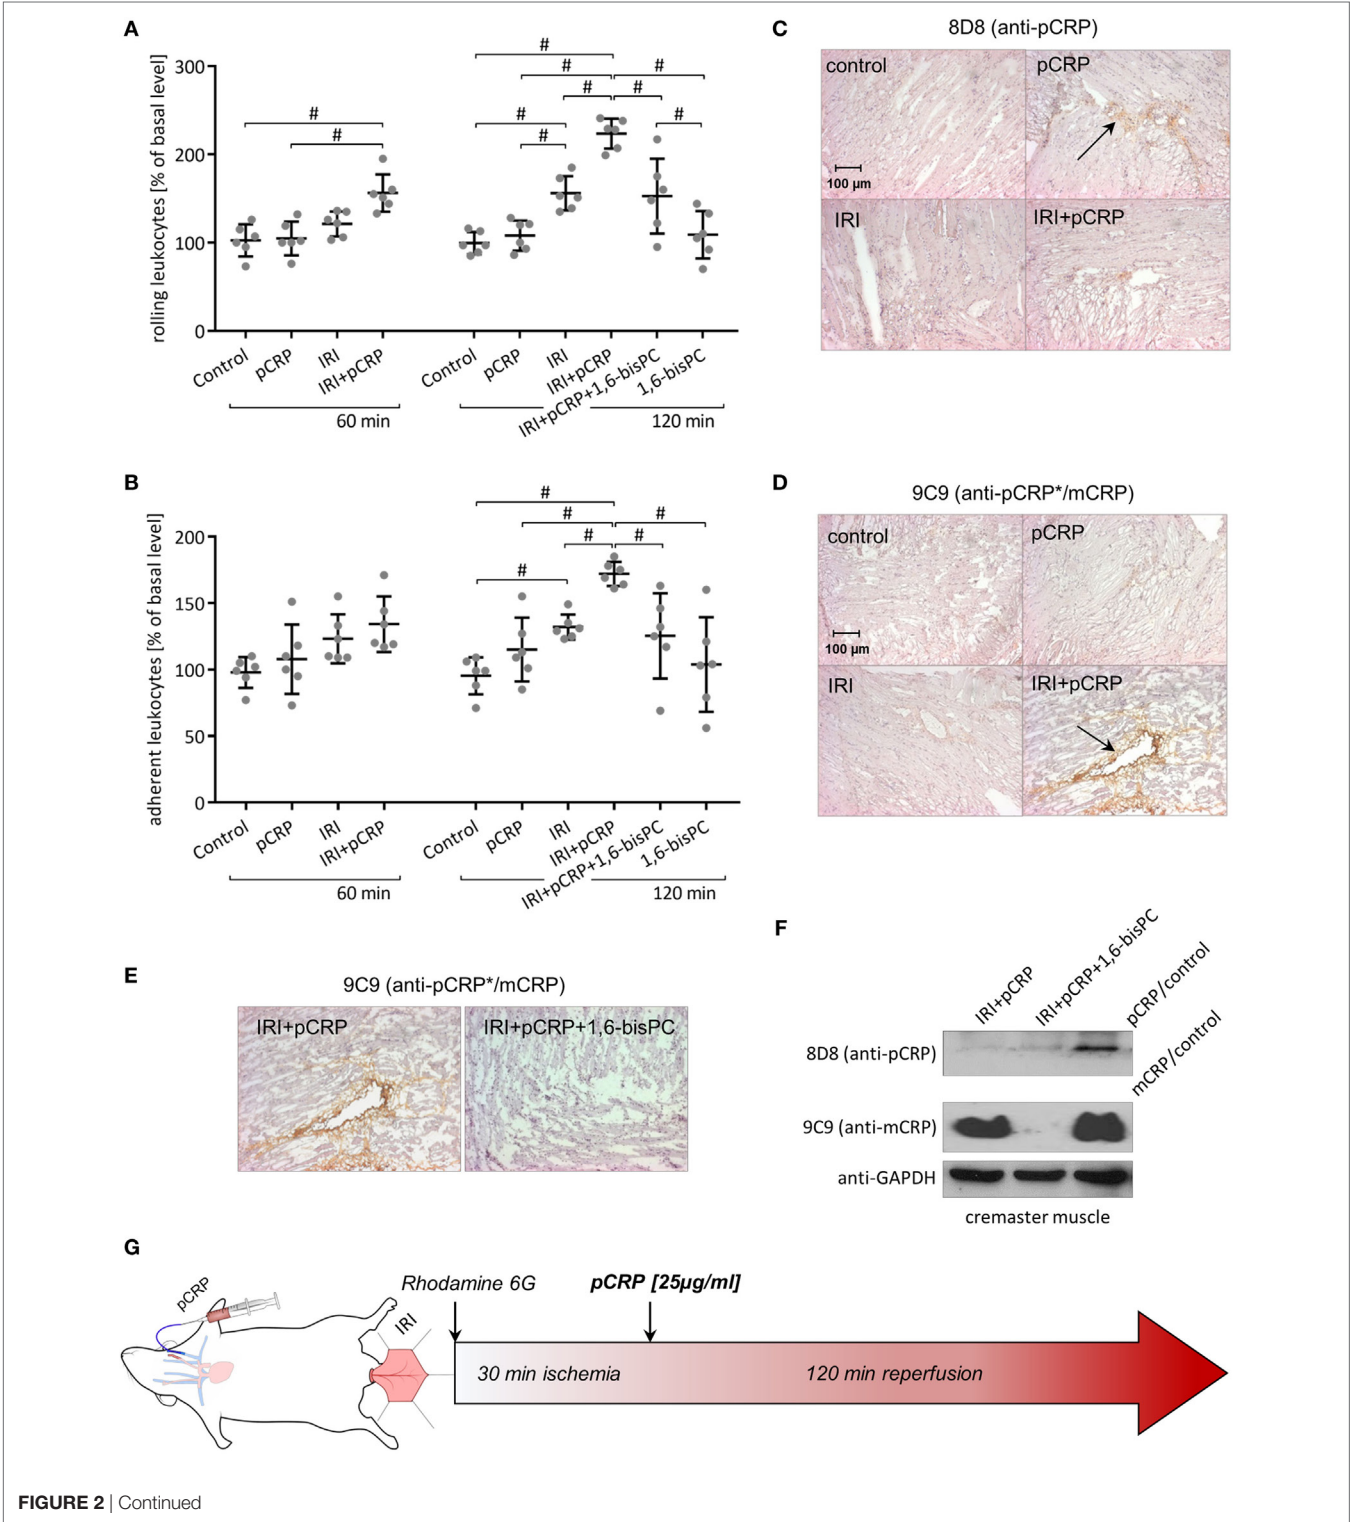 A
rolling leukocytes [% of basal level]
300
200
100
0
# # # # # # # # # #
Control
pCRP
IRI
IRI+pCRP
60 min
Control
pCRP
IRI
IRI+pCRP
IRI+pCRP+1,6-bisPC
1,6-bisPC
120 min
B
adherent leukocytes [% of basal level]
200
150
100
50
0
# # # # # #
Control
pCRP
IRI
IRI+pCRP
60 min
Control
pCRP
IRI
IRI+pCRP
IRI+pCRP+1,6-bisPC
1,6-bisPC
120 min
C
8D8 (anti-pCRP)
control
pCRP
100 µm
IRI
IRI+pCRP
D
9C9 (anti-pCRP*/mCRP)
control
pCRP
100 µm
IRI
IRI+pCRP
E
9C9 (anti-pCRP*/mCRP)
IRI+pCRP
IRI+pCRP+1,6-bisPC
F
IRI+pCRP
IRI+pCRP+1,6-bisPC
pCRP/control
mCRP/control
8D8 (anti-pCRP)
9C9 (anti-mCRP)
anti-GAPDH
cremaster muscle
G
pCRP
IRI
Rhodamine 6G
pCRP [25µg/ml]
30 min ischemia
120 min reperfusion
FIGURE 2 | Continued